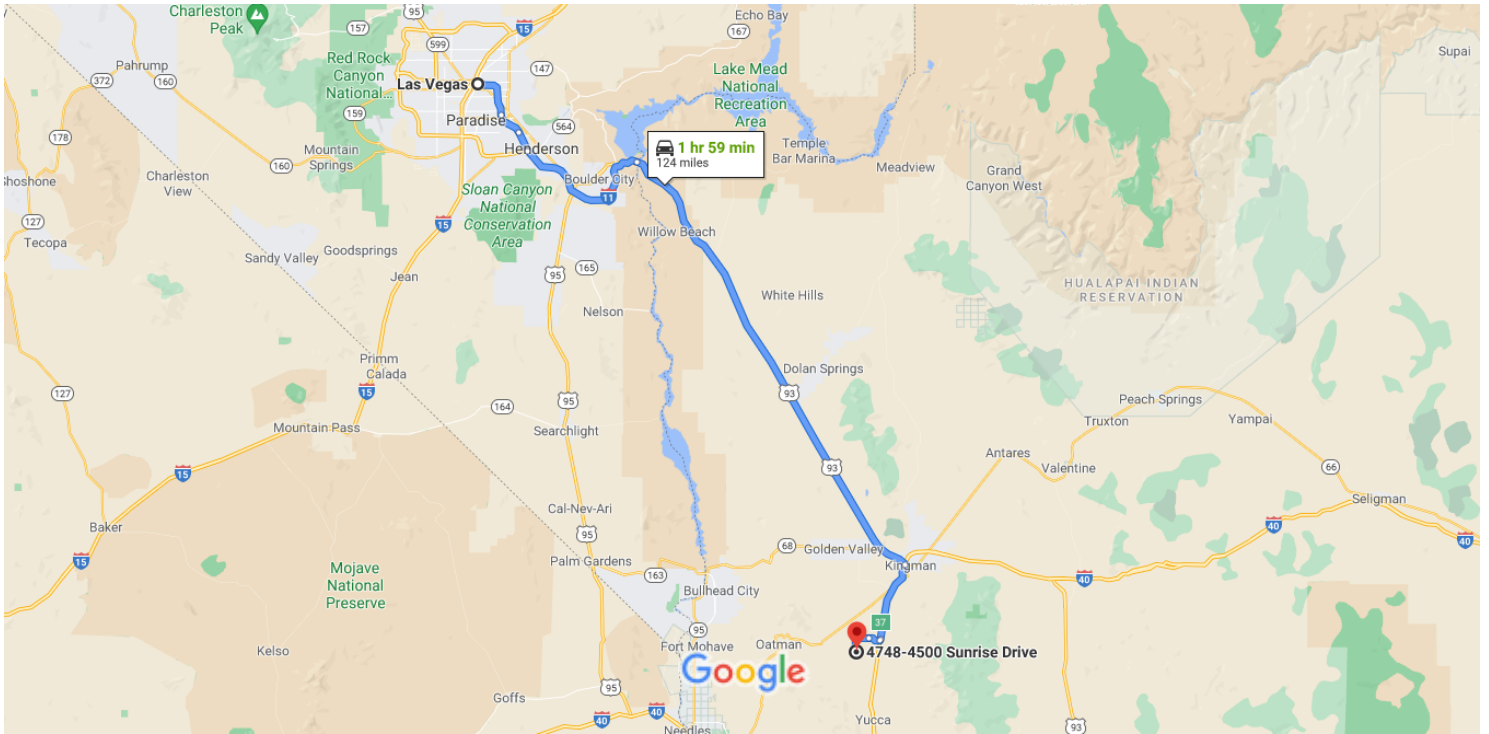 Charleston
Peak
95
15
Echo Bay
157
167
599
Supai
Pahrump
Red Rock
Canyon
National...
147
Lake Mead
National
Recreation
Area
372
160
Las Vegas
159
Paradise
564
1 hr 59 min
124 miles
178
Mountain
Springs
Henderson
Temple
Bar Marina
160
Meadview
Shoshone
Charleston
View
Boulder City
Grand
Canyon West
Sloan Canyon
National
Conservation
Area
11
127
15
Tecopa
Willow Beach
Goodsprings
Sandy Valley
Jean
95
165
HUALAPAI INDIAN
RESERVATION
White Hills
Nelson
Primm
Calada
Dolan Springs
127
15
93
95
164
Peach Springs
Mountain Pass
Searchlight
Truxton
Yampai
Antares
Valentine
15
93
66
Seligman
Cal-Nev-Ari
Baker
95
40
40
68
Golden Valley
15
Palm Gardens
163
Kingman
40
Mojave
National
Preserve
Bullhead City
37
95
Kelso
Fort Mohave
Oatman
4748-4500 Sunrise Drive
Google
95
Goffs
40
40
Yucca
93
Needles